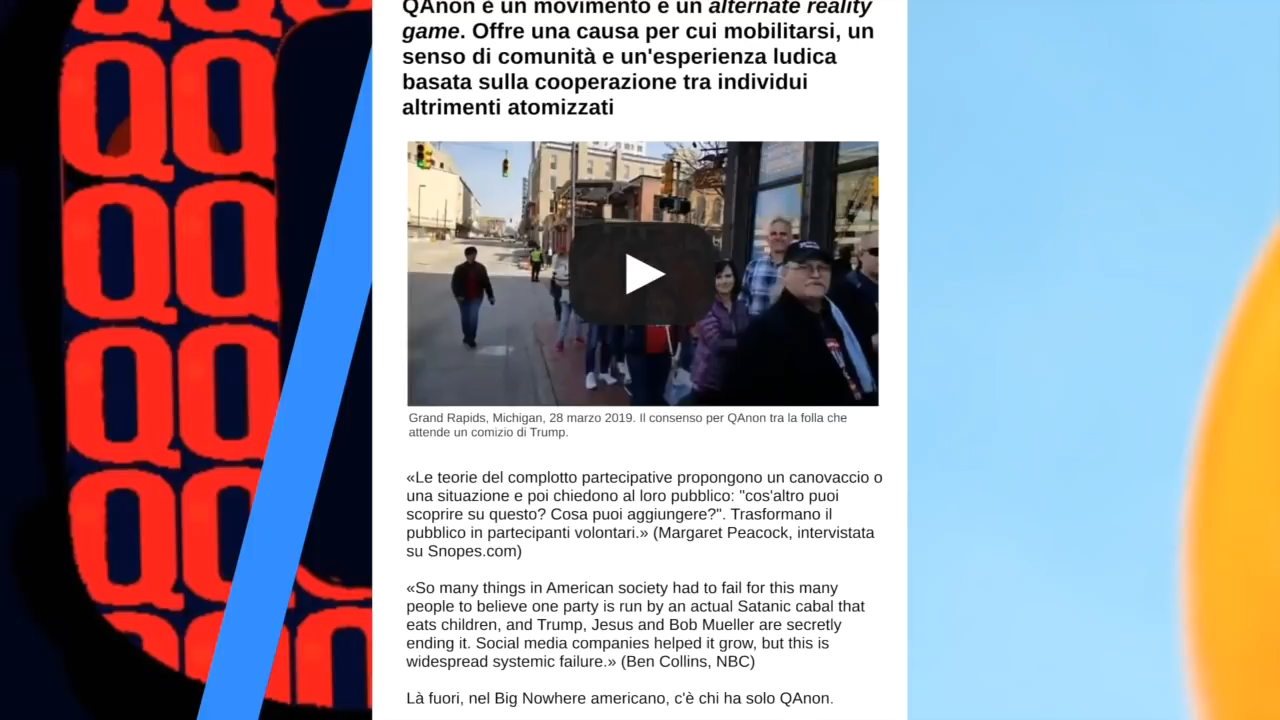 QAnon è un movimento e un alternate reality
game. Offre una causa per cui mobilitarsi, un
senso di comunità e un'esperienza ludica
basata sulla cooperazione tra individui
altrimenti atomizzati
Grand Rapids, Michigan, 28 marzo 2019. Il consenso per QAnon tra la folla che
attende un comizio di Trump.
«Le teorie del complotto partecipative propongono un canovaccio o
una situazione e poi chiedono al loro pubblico: "cos'altro puoi
scoprire su questo? Cosa puoi aggiungere?". Trasformano il
pubblico in partecipanti volontari.» (Margaret Peacock, intervistata
su Snopes.com)
«So many things in American society had to fail for this many
people to believe one party is run by an actual Satanic cabal that
eats children, and Trump, Jesus and Bob Mueller are secretly
ending it. Social media companies helped it grow, but this is
widespread systemic failure.» (Ben Collins, NBC)
Là fuori, nel Big Nowhere americano, c'è chi ha solo QAnon.
QQ
QQ
QQ
QQ
QQ